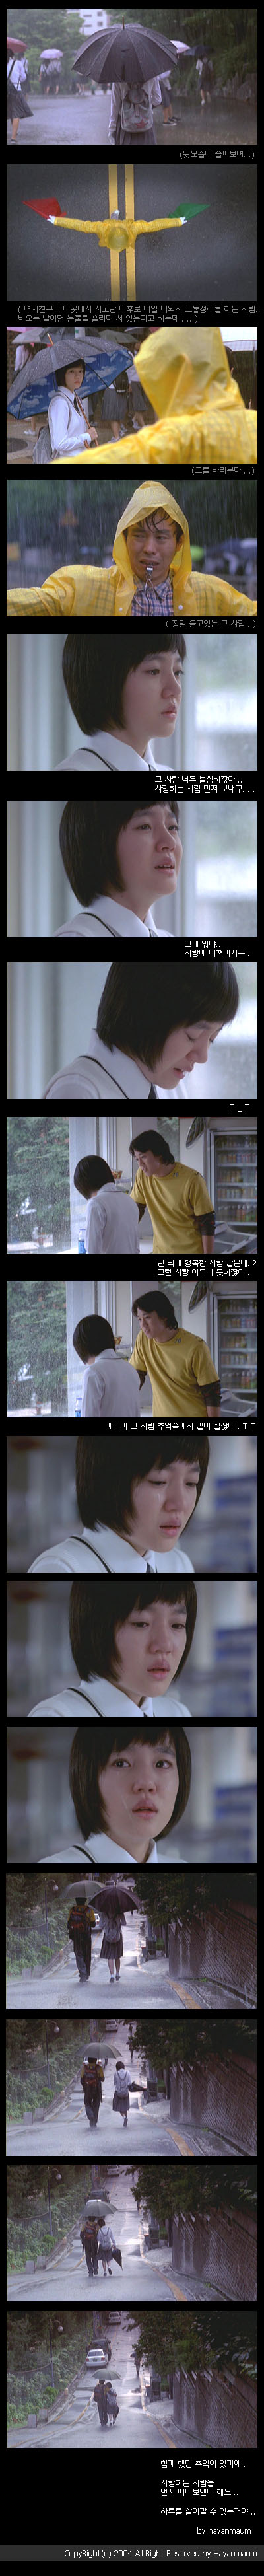 (뒷모습이 슬퍼보여...)
( 여자친구가 이곳에서 사고난 이후로 매일 나와서 교통정리를 하는 사람..
비오는 날이면 눈물을 흘리며 서 있는다고 하는데..... )
(그를 바라본다....)
( 정말 울고있는 그 사람...)
그 사람 너무 불쌍하잖아...
사랑하는 사람 먼저 보내구.....
그게 뭐야..
사랑에 미쳐가지구...
T _ T
난 되게 행복한 사람 같은데..?
그런 사랑 아무나 못하잖아..
게다가 그 사람 추억속에서 같이 살잖아.. T.T
함께 했던 추억이 있기에...
사랑하는 사람을
먼저 떠나보낸다 해도...
하루를 살아갈 수 있는거야...
by hayanmaum
CopyRight(c) 2004 All Right Reserved by Hayanmaum